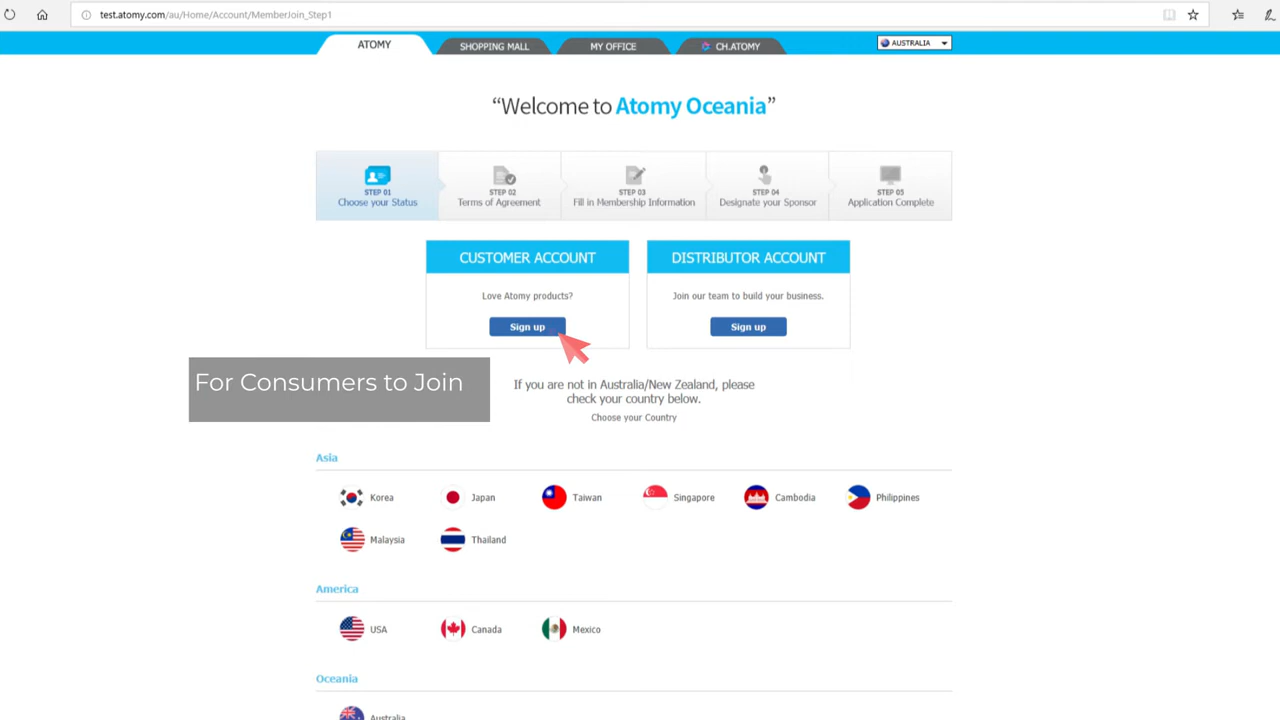 test.atomy.com/au/Home/Account/MemberJoin_Step1
ATOMY
SHOPPING MALL
MY OFFICE
CH.ATOMY
AUSTRALIA
“Welcome to Atomy Oceania”
STEP 01
Choose your Status
STEP 02
Terms of Agreement
STEP 03
Fill in Membership Information
STEP 04
Designate your Sponsor
STEP 05
Application Complete
CUSTOMER ACCOUNT
Love Atomy products?
Sign up
DISTRIBUTOR ACCOUNT
Join our team to build your business.
Sign up
For Consumers to Join
If you are not in Australia/New Zealand, please
check your country below.
Choose your Country
Asia
Korea
Japan
Taiwan
Singapore
Cambodia
Philippines
Malaysia
Thailand
America
USA
Canada
Mexico
Oceania
Australia